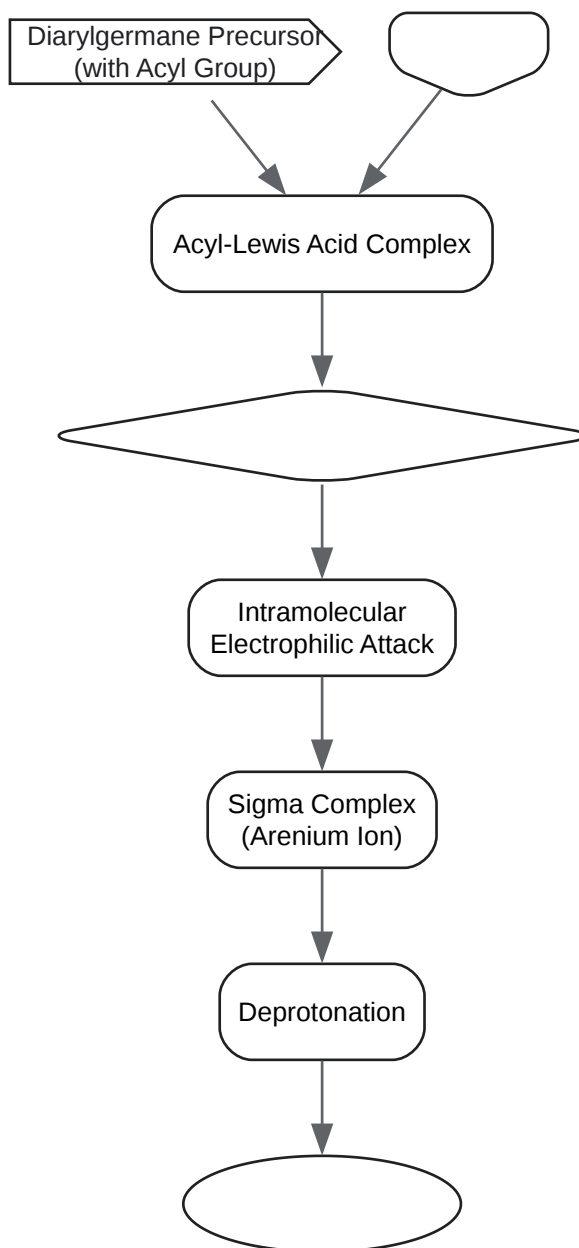 Diarylgermane Precursor
(with Acyl Group)
Acyl-Lewis Acid Complex
Intramolecular
Electrophilic Attack
Sigma Complex
(Arenium Ion)
Deprotonation